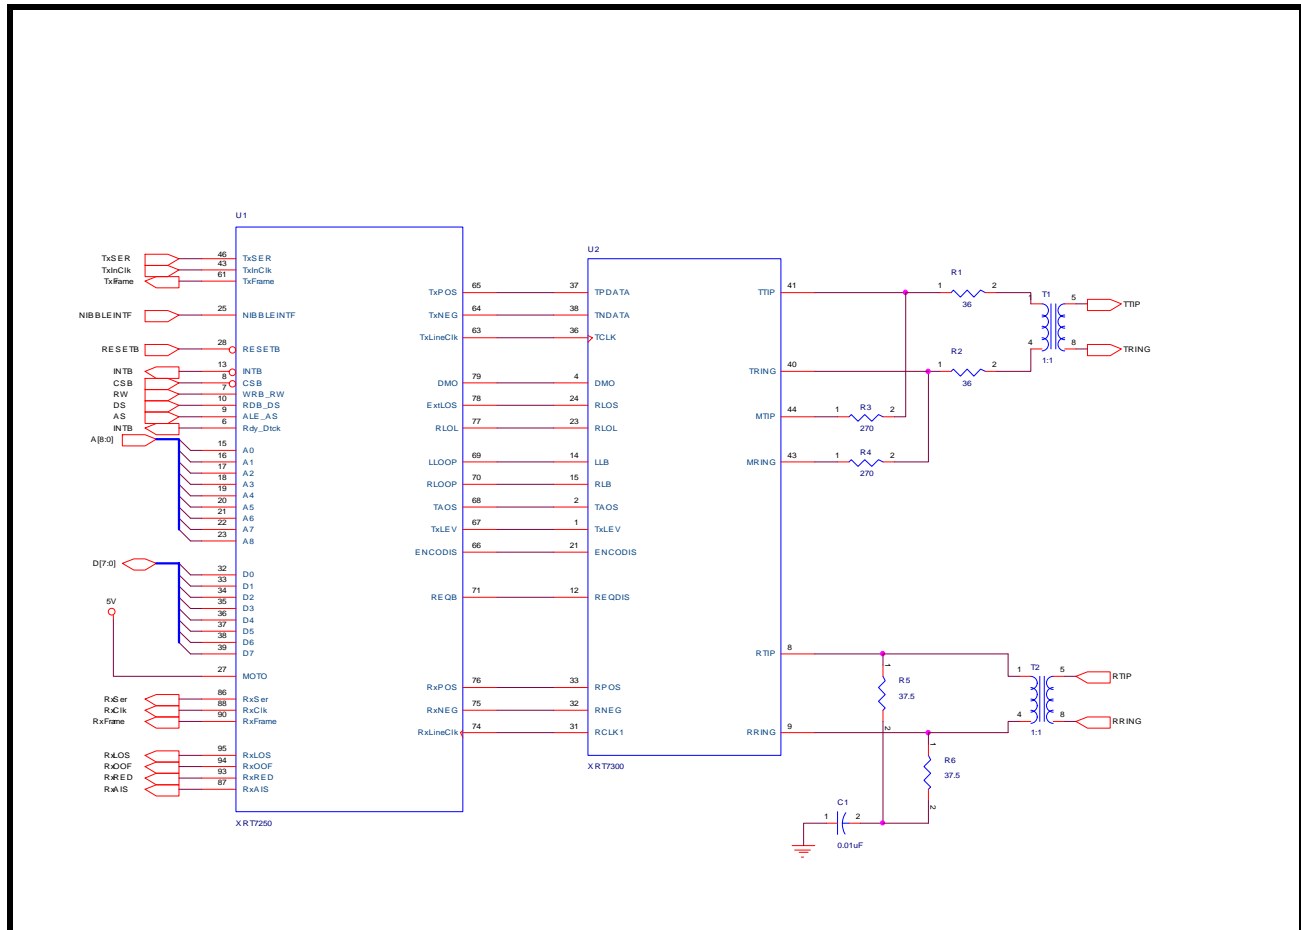 U1
TxSER 46 TxSER
TxInClk 43 TxInClk
TxFrame 61 TxFrame
NIBBLEINTF 25 NIBBLEINTF
RESETB 28 RESETB
INTB 13 INTB
CSB 8 CSB
RW 7 WRB_RW
DS 10 RDB_DS
AS 9 ALE_AS
INTB 6 Rdy_Dtck
A[8:0]
15 A0
16 A1
17 A2
18 A3
19 A4
20 A5
21 A6
22 A7
23 A8
D[7:0]
32 D0
33 D1
34 D2
35 D3
36 D4
37 D5
38 D6
39 D7
5V
27 MOTO
RxSer 86 RxSer
RxClk 88 RxClk
RxFrame 90 RxFrame
RxLOS 95 RxLOS
RxOOF 94 RxOOF
RxRED 93 RxRED
RxAIS 87 RxAIS
XRT7250
U2
TxPOS 65 37 TPDATA
TxNEG 64 38 TNDATA
TxLineClk 63 36 TCLK
DMO 79 4 DMO
ExtLOS 78 24 RLOS
RLOL 77 23 RLOL
LLOOP 69 14 LLB
RLOOP 70 15 RLB
TAOS 68 2 TAOS
TxLEV 67 1 TxLEV
ENCODIS 66 21 ENCODIS
REQB 71 12 REQDIS
RxPOS 76 33 RPOS
RxNEG 75 32 RNEG
RxLineClk 74 31 RCLK1
XRT7300
TTIP 41
TRING 40
MTIP 44
MRING 43
RTIP 8
RRING 9
R1
1 2
36
R2
1 2
36
R3
1 2
270
R4
1 2
270
T1
1 5 TTIP
4 8 TRING
1:1
T2
1 5 RTIP
4 8 RRING
1:1
1
R5
37.5
2
1
R6
37.5
2
C1
1 2
0.01uF